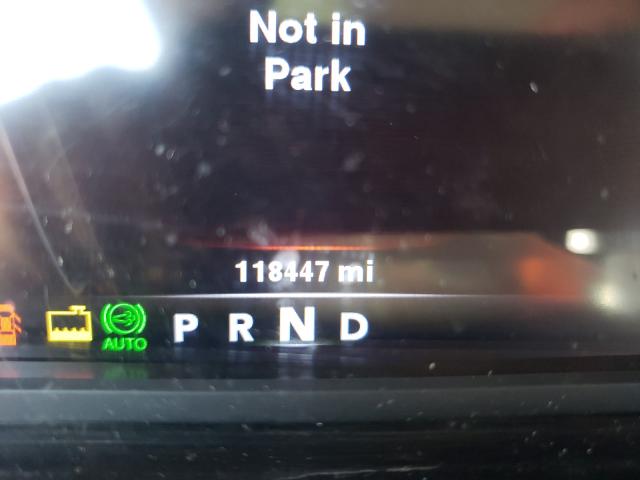 Not in
Park
118447 mi
AUTO P R N D